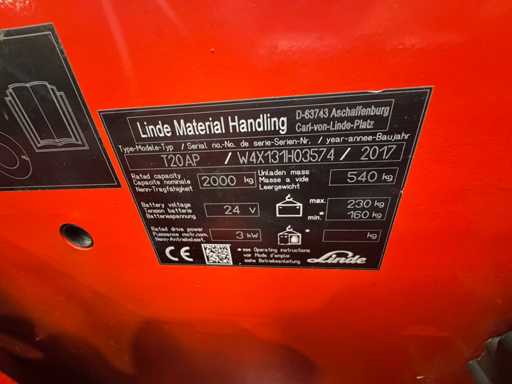 Linde Material Handling
D-63743 Aschaffenburg
Carl-von-Linde-Platz
Type-Modele-Typ / Serial no.-No. de serie-Serien-Nr. / year-annee-Baujahr
T20AP / W4X131H03574 / 2017
Rated capacity
Capacite nominale
Nenn-Tragfähigkeit
2000 kg
Unladen mass
Masse a vide
Leergewicht
540 kg
Battery voltage
Tension batterie
Batteriespannung
24 V
max. 230 kg
min. 160 kg
Rated drive power
Puissance motr.nom.
Nenn-Antriebsleist.
3 kW
kg
CE
*see Operating instructions
voir Mode d'emploi
siehe Betriebsanleitung
Linde